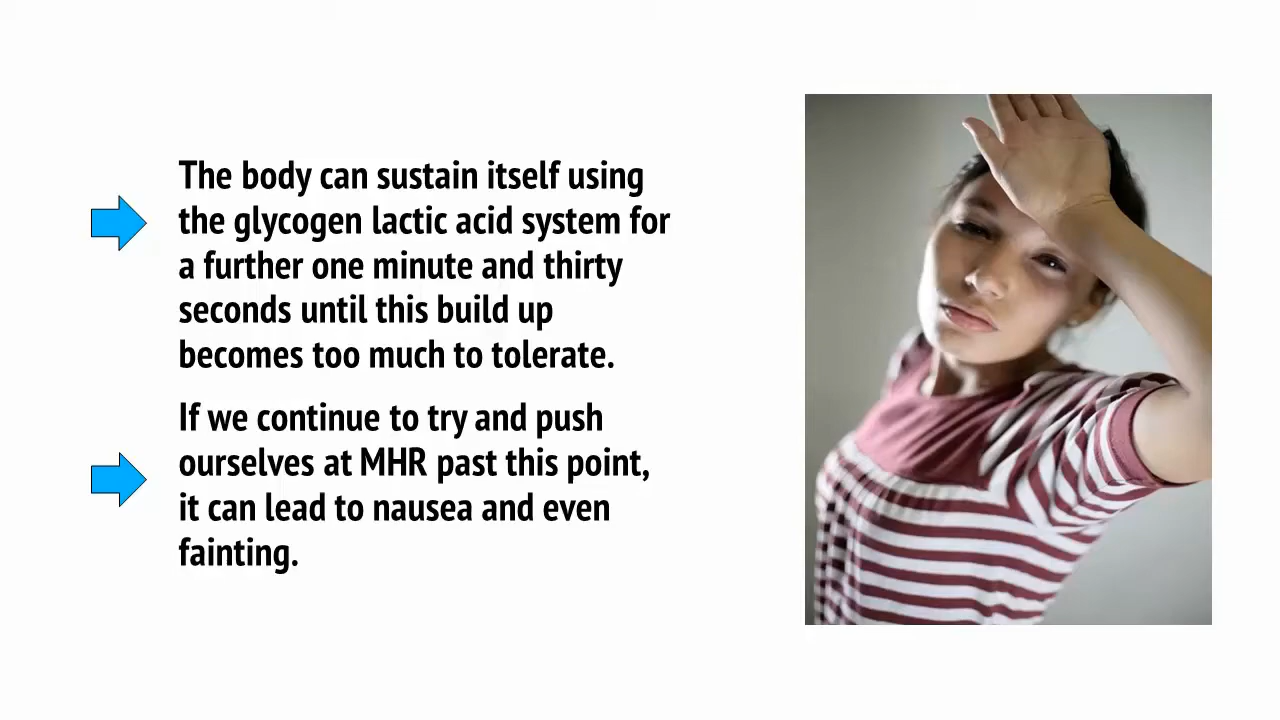 The body can sustain itself using
the glycogen lactic acid system for
a further one minute and thirty
seconds until this build up
becomes too much to tolerate.
If we continue to try and push
ourselves at MHR past this point,
it can lead to nausea and even
fainting.